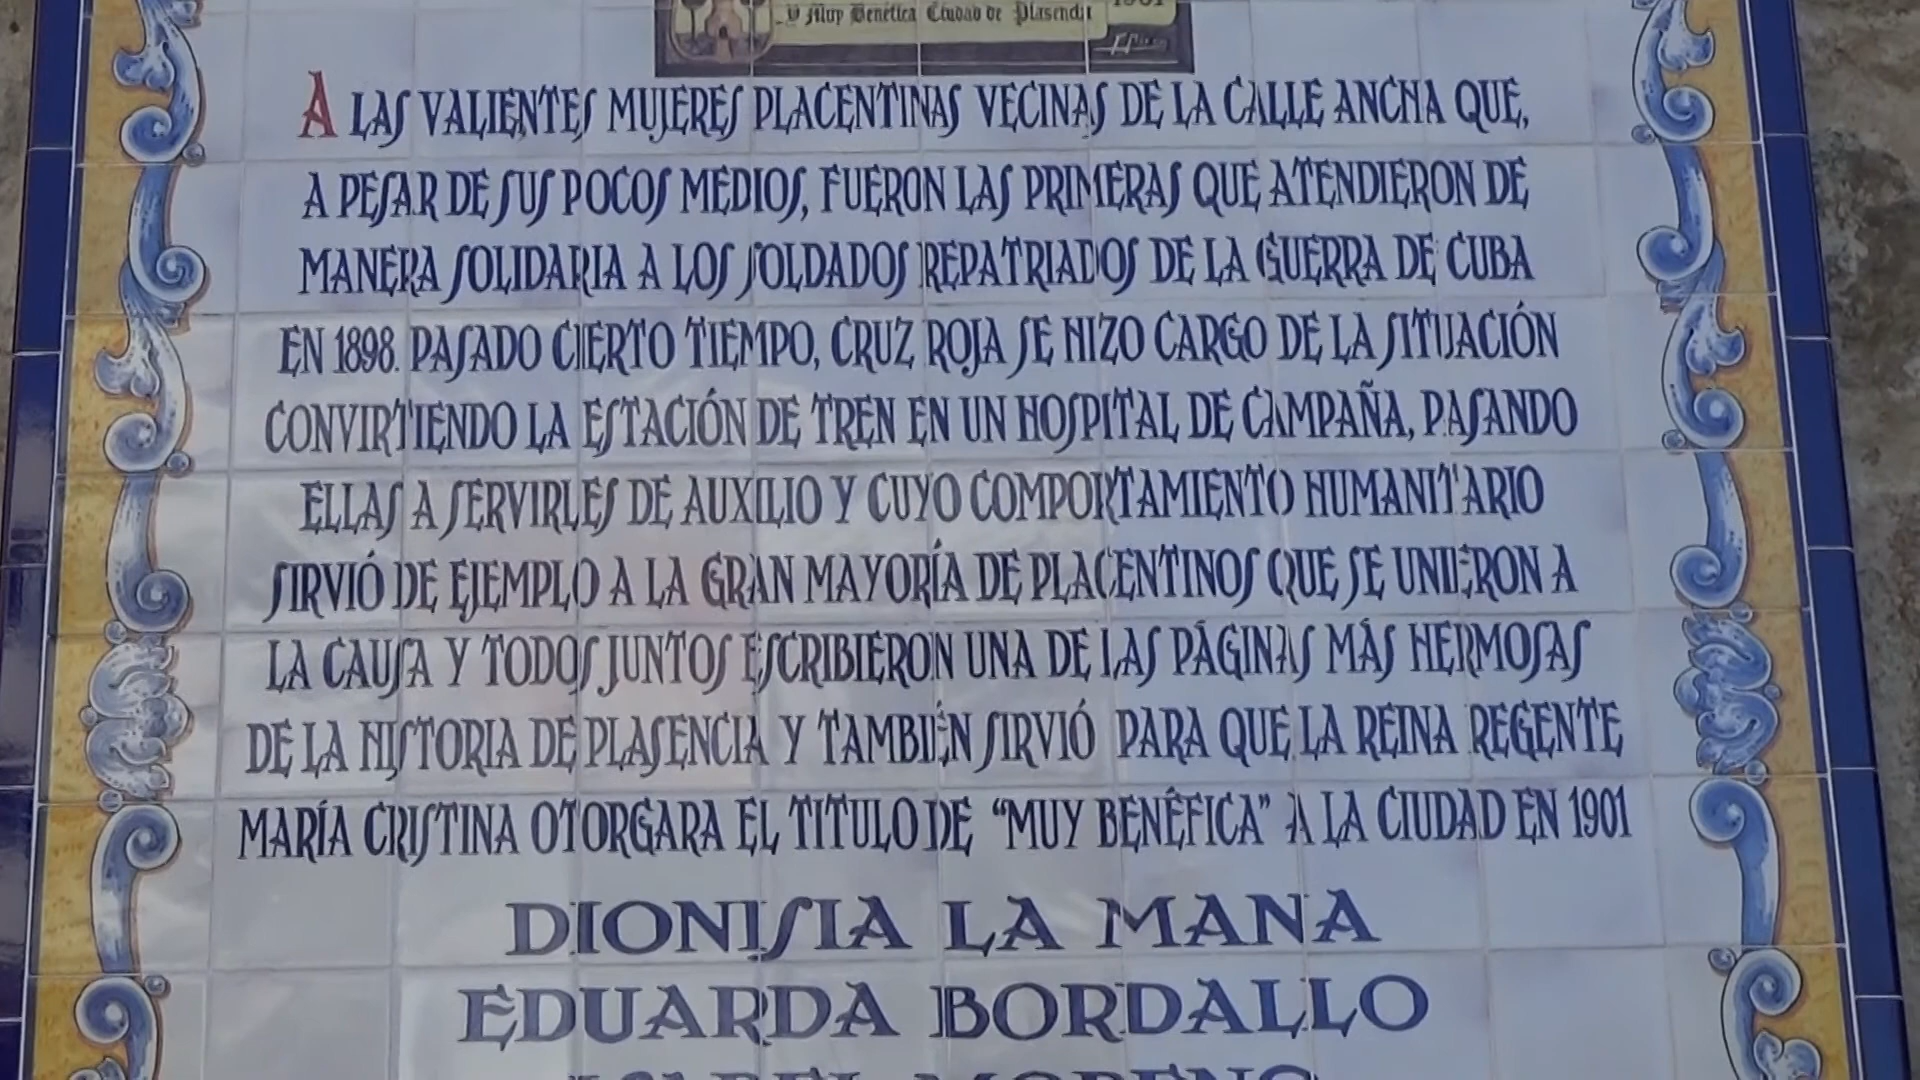 Y Muy Benéfica Ciudad de Plasencia 1901
A LAS VALIENTES MUJERES PLACENTINAS VECINAS DE LA CALLE ANCHA QUE,
A PESAR DE SUS POCOS MEDIOS, FUERON LAS PRIMERAS QUE ATENDIERON DE
MANERA SOLIDARIA A LOS SOLDADOS REPATRIADOS DE LA GUERRA DE CUBA
EN 1898. PASADO CIERTO TIEMPO, CRUZ ROJA SE HIZO CARGO DE LA SITUACIÓN
CONVIRTIENDO LA ESTACIÓN DE TREN EN UN HOSPITAL DE CAMPAÑA, PASANDO
ELLAS A SERVIRLES DE AUXILIO Y CUYO COMPORTAMIENTO HUMANITARIO
SIRVIÓ DE EJEMPLO A LA GRAN MAYORÍA DE PLACENTINOS QUE SE UNIERON A
LA CAUSA Y TODOS JUNTOS ESCRIBIERON UNA DE LAS PÁGINAS MÁS HERMOSAS
DE LA HISTORIA DE PLASENCIA Y TAMBIÉN SIRVIÓ PARA QUE LA REINA REGENTE
MARÍA CRISTINA OTORGARA EL TITULO DE “MUY BENÉFICA” A LA CIUDAD EN 1901
DIONISIA LA MANA
EDUARDA BORDALLO
ISABEL MORENO